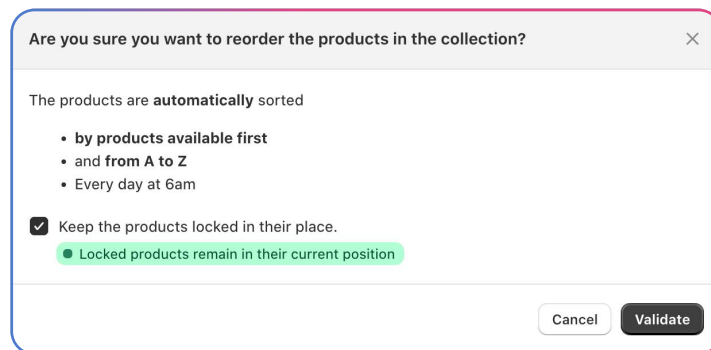 Are you sure you want to reorder the products in the collection?
The products are automatically sorted
• by products available first
• and from A to Z
• Every day at 6am
Keep the products locked in their place.
Locked products remain in their current position
Cancel
Validate